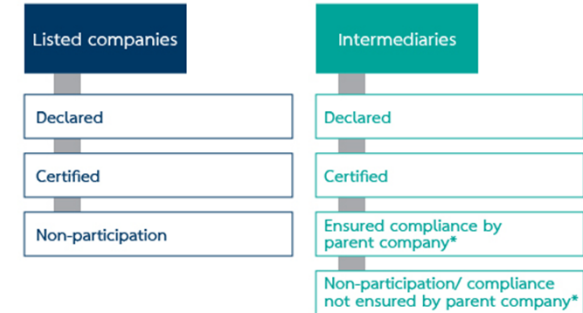 Listed companies
Declared
Certified
Non-participation
Intermediaries
Declared
Certified
Ensured compliance by
parent company*
Non-participation/ compliance
not ensured by parent company*